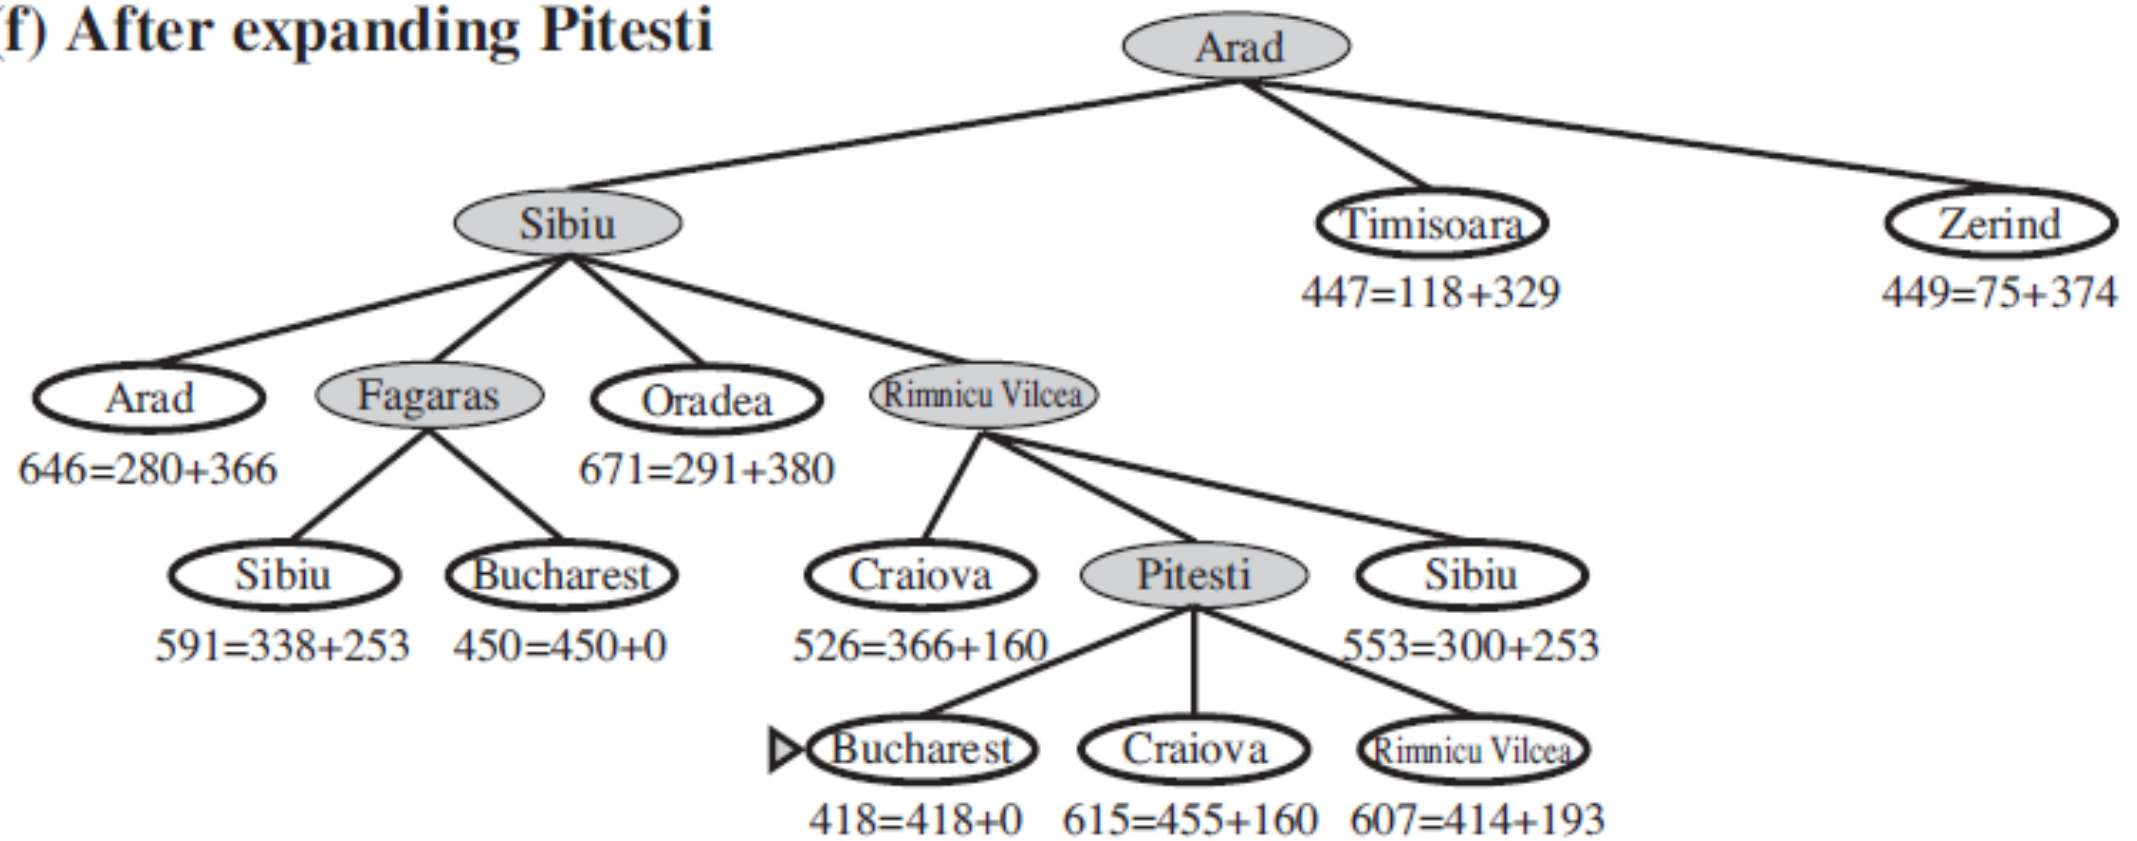 (f) After expanding Pitesti
Arad
Sibiu Timisoara Zerind
447=118+329 449=75+374
Arad Fagaras Oradea Rimnicu Vilcea
646=280+366 671=291+380
Sibiu Bucharest Craiova Pitesti Sibiu
591=338+253 450=450+0 526=366+160 553=300+253
Bucharest Craiova Rimnicu Vilcea
418=418+0 615=455+160 607=414+193